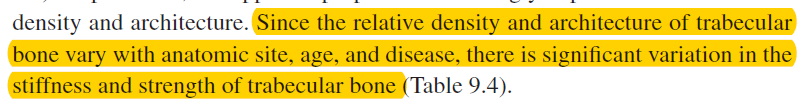 density and architecture. Since the relative density and architecture of trabecular
bone vary with anatomic site, age, and disease, there is significant variation in the
stiffness and strength of trabecular bone (Table 9.4).